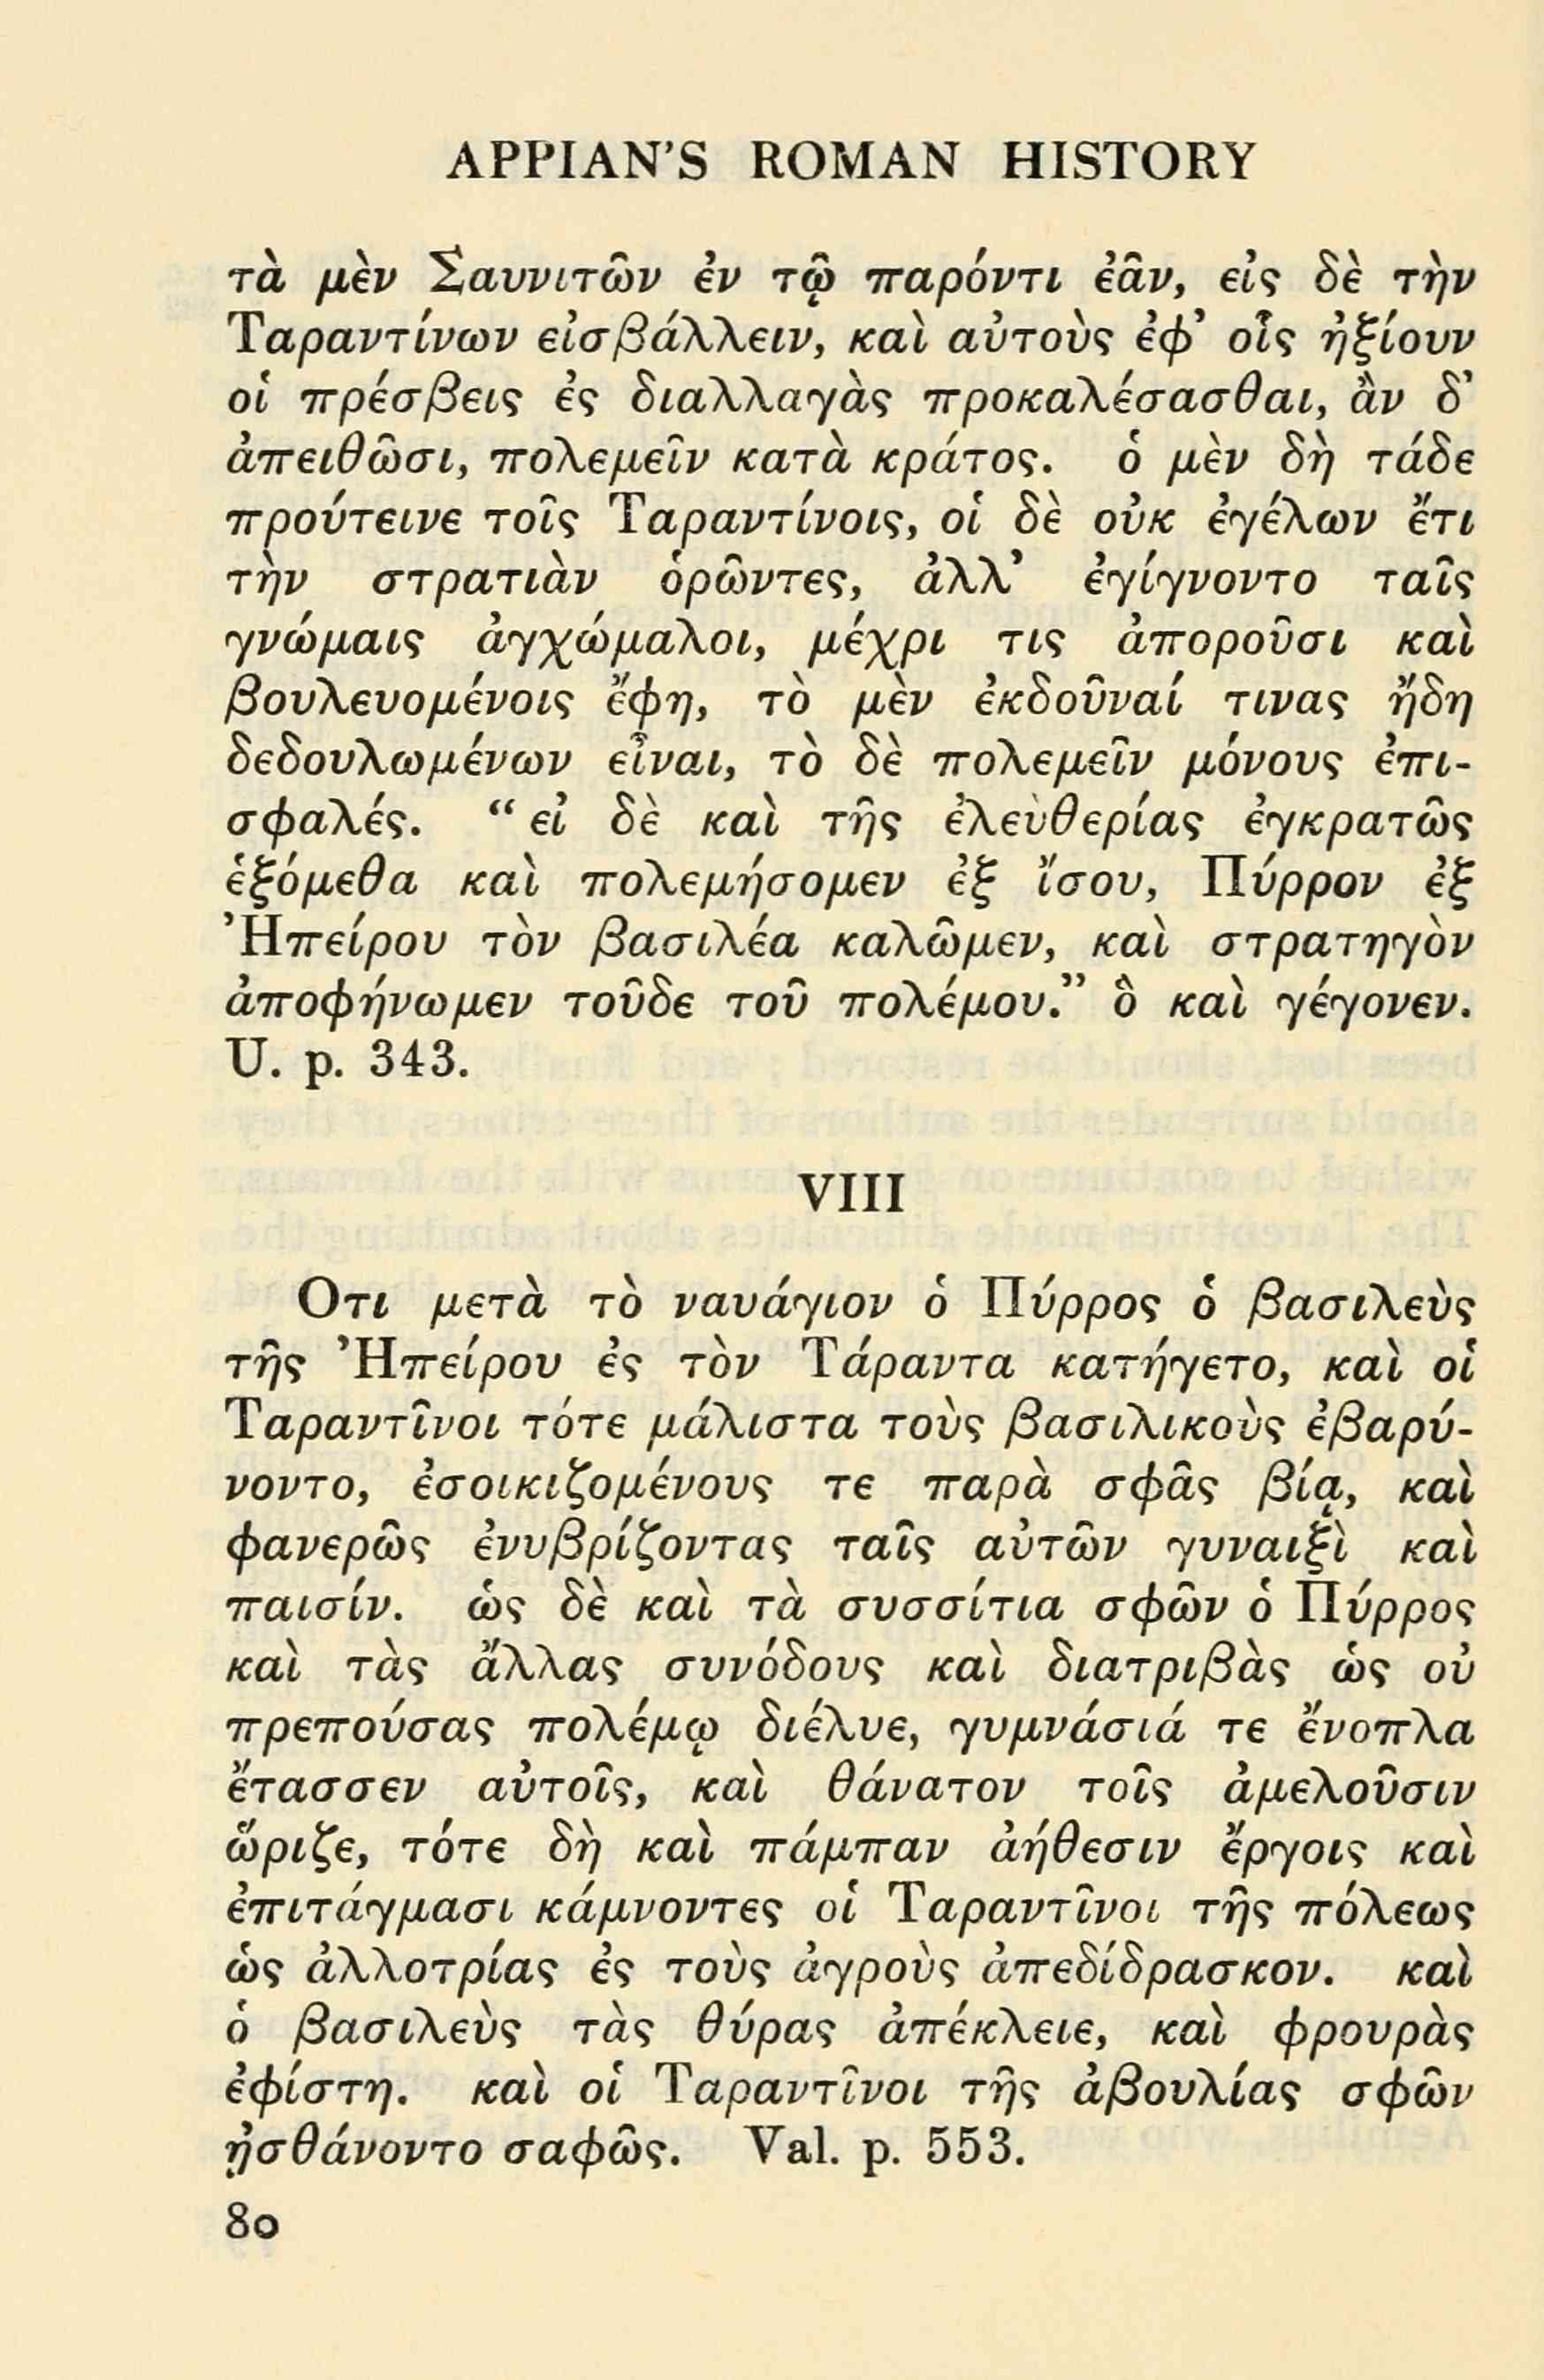 APPIAN'S ROMAN HISTORY
τὰ μὲν Σαυνιτῶν ἐν τῷ παρόντι ἐᾶν, εἰς δὲ τὴν
Ταραντίνων εἰσβάλλειν, καὶ αὐτοὺς ἐφ' οἷς ἠξίουν
οἱ πρέσβεις ἐς διαλλαγὰς προκαλέσασθαι, ἂν δ'
ἀπειθῶσι, πολεμεῖν κατὰ κράτος. ὁ μὲν δὴ τάδε
προύτεινε τοῖς Ταραντίνοις, οἱ δὲ οὐκ ἐγέλων ἔτι
τὴν στρατιὰν ὁρῶντες, ἀλλ' ἐγίγνοντο ταῖς
γνώμαις ἀγχώμαλοι, μέχρι τις ἀποροῦσι καὶ
βουλευομένοις ἔφη, τὸ μὲν ἐκδοῦναί τινας ἤδη
δεδουλωμένων εἶναι, τὸ δὲ πολεμεῖν μόνους ἐπι-
σφαλές. "εἰ δὲ καὶ τῆς ἐλευθερίας ἐγκρατῶς
ἑξόμεθα καὶ πολεμήσομεν ἐξ ἴσου, Πύρρον ἐξ
Ἠπείρου τὸν βασιλέα καλῶμεν, καὶ στρατηγὸν
ἀποφήνωμεν τοῦδε τοῦ πολέμου." ὃ καὶ γέγονεν.
U. p. 343.
VIII
Οτι μετὰ τὸ ναυάγιον ὁ Πύρρος ὁ βασιλεὺς
τῆς Ἠπείρου ἐς τὸν Τάραντα κατήγετο, καὶ οἱ
Ταραντῖνοι τότε μάλιστα τοὺς βασιλικοὺς ἐβαρύ-
νοντο, ἐσοικιζομένους τε παρὰ σφᾶς βίᾳ, καὶ
φανερῶς ἐνυβρίζοντας ταῖς αὐτῶν γυναιξὶ καὶ
παισίν. ὡς δὲ καὶ τὰ συσσίτια σφῶν ὁ Πύρρος
καὶ τὰς ἄλλας συνόδους καὶ διατριβὰς ὡς οὐ
πρεπούσας πολέμῳ διέλυε, γυμνάσιά τε ἔνοπλα
ἔτασσεν αὐτοῖς, καὶ θάνατον τοῖς ἀμελοῦσιν
ὥριζε, τότε δὴ καὶ πάμπαν ἀήθεσιν ἔργοις καὶ
ἐπιτάγμασι κάμνοντες οἱ Ταραντῖνοι τῆς πόλεως
ὡς ἀλλοτρίας ἐς τοὺς ἀγροὺς ἀπεδίδρασκον. καὶ
ὁ βασιλεὺς τὰς θύρας ἀπέκλειε, καὶ φρουρὰς
ἐφίστη. καὶ οἱ Ταραντῖνοι τῆς ἀβουλίας σφῶν
ᾐσθάνοντο σαφῶς. Val. p. 553.
80